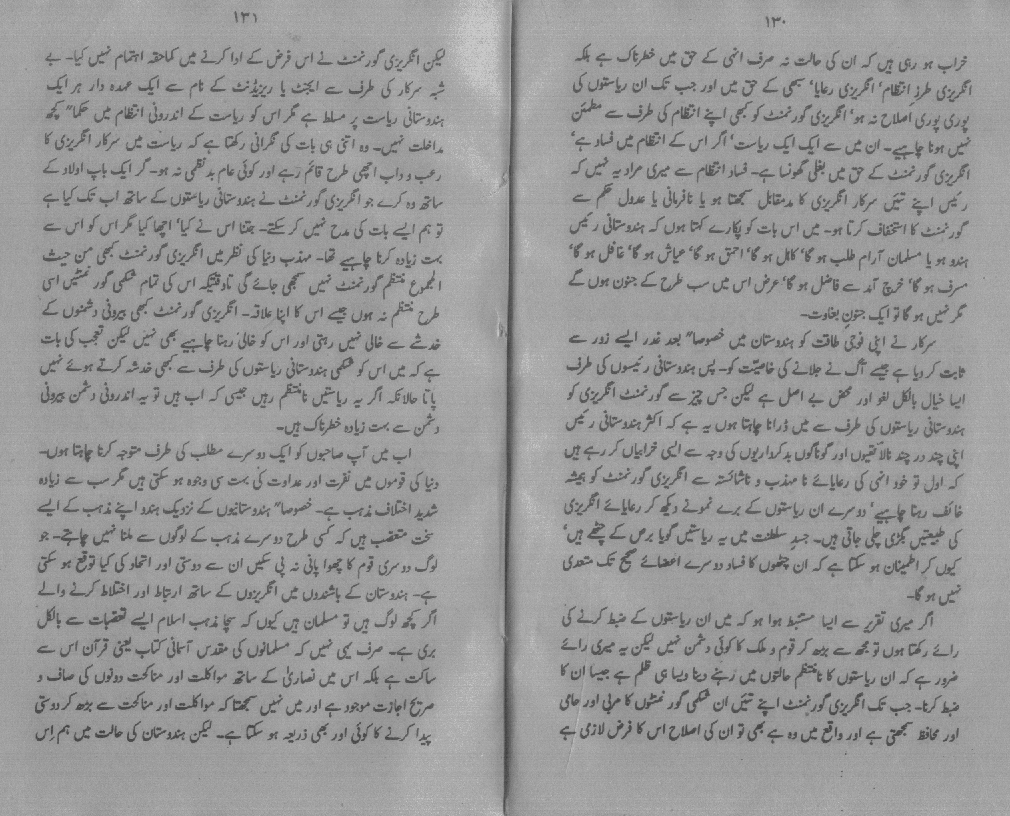 ۱۳۰
خراب ہو رہی ہیں کہ ان کی حالت نہ صرف انہی کے حق میں خطرناک ہے بلکہ
انگریزی طرز انتظام' انگریزی رعایا' سبھی کے حق میں اور جب تک ان ریاستوں کی
پوری پوری اصلاح نہ ہو' انگریزی گورنمنٹ کو کبھی اپنے انتظام کی طرف سے مطمئن
نہیں ہونا چاہیے۔ ان میں سے ایک ایک ریاست' اگر اس کے انتظام میں فساد ہے'
انگریزی گورنمنٹ کے حق میں بغلی گھونسا ہے۔ فساد انتظام سے میری مراد یہ نہیں کہ
رئیس اپنے تئیں سرکار انگریزی کا مدمقابل سمجھتا ہو یا نافرمانی یا عدول حکم سے
گورنمنٹ کا استخفاف کرتا ہو۔ میں اس بات کو پکارے کہتا ہوں کہ ہندوستانی رئیس
ہندو ہو یا مسلمان آرام طلب ہو گا' کاہل ہو گا' احمق ہو گا' عیاش ہو گا' غافل ہو گا'
مسرف ہو گا' خرچ آمد سے فاضل ہو گا' غرض اس میں سب طرح کے جنون ہوں گے
مگر نہیں ہو گا تو ایک جنون بغاوت۔
سرکار نے اپنی فوجی طاقت کو ہندوستان میں خصوصا" بعد غدر ایسے زور سے
ثابت کر دیا ہے جیسے آگ نے جلانے کی خاصیت کو۔ پس ہندوستانی رئیسوں کی طرف
ایسا خیال بالکل لغو اور محض بے اصل ہے لیکن جس چیز سے گورنمنٹ انگریزی کو
ہندوستانی ریاستوں کی طرف سے میں ڈرانا چاہتا ہوں یہ ہے کہ اکثر ہندوستانی رئیس
اپنی چند در چند نالائقیوں اور گوناگوں بدکرداریوں کی وجہ سے ایسی خرابیاں کر رہے ہیں
کہ اول تو خود انہی کی رعایائے نا مہذب و ناشائستہ سے انگریزی گورنمنٹ کو ہمیشہ
خائف رہنا چاہیے' دوسرے ان ریاستوں کے برے نمونے دیکھ کر رعایائے انگریزی
کی طبیعتیں بگڑی چلی جاتی ہیں۔ جسد سلطنت میں یہ ریاستیں گویا برص کے چٹھے ہیں'
کیوں کر اطمینان ہو سکتا ہے کہ ان چٹھوں کا فساد دوسرے اعضائے صحیح تک متعدی
نہیں ہو گا۔
اگر میری تقریر سے ایسا مستنبط ہوا ہو کہ میں ان ریاستوں کے ضبط کرنے کی
رائے رکھتا ہوں تو مجھ سے بڑھ کر قوم و ملک کا کوئی دشمن نہیں لیکن یہ میری رائے
ضرور ہے کہ ان ریاستوں کا نامنتظم حالتوں میں رہنے دینا ویسا ہی ظلم ہے جیسا ان کا
ضبط کرنا۔ جب تک انگریزی گورنمنٹ اپنے تئیں ان شکمی گورنمنٹوں کا مربی اور حامی
اور محافظ سمجھتی ہے اور واقع میں وہ ہے بھی تو ان کی اصلاح اس کا فرض لازمی ہے
۱۳۱
لیکن انگریزی گورنمنٹ نے اس فرض کے ادا کرنے میں کماحقہ اہتمام نہیں کیا۔ بے
شبہ سرکار کی طرف سے ایجنٹ یا ریزیڈنٹ کے نام سے ایک عہدہ دار ہر ایک
ہندوستانی ریاست پر مسلط ہے مگر اس کو ریاست کے اندرونی انتظام میں حکما" کچھ
مداخلت نہیں۔ وہ اتنی ہی بات کی نگرانی رکھتا ہے کہ ریاست میں سرکار انگریزی کا
رعب و داب اچھی طرح قائم رہے اور کوئی عام بدنظمی نہ ہو۔ گر ایک باپ اولاد کے
ساتھ وہ کرے جو انگریزی گورنمنٹ نے ہندوستانی ریاستوں کے ساتھ اب تک کیا ہے
تو ہم ایسے باپ کی مدح نہیں کر سکتے۔ جتنا اس نے کیا' اچھا کیا مگر اس کو اس سے
بہت زیادہ کرنا چاہیے تھا۔ مہذب دنیا کی نظر میں انگریزی گورنمنٹ کبھی من حیث
المجموع منتظم گورنمنٹ نہیں سمجھی جائے گی تاوقتیکہ اس کی تمام شکمی گورنمنٹیں اسی
طرح منتظم نہ ہوں جیسے اس کا اپنا علاقہ۔ انگریزی گورنمنٹ کبھی بیرونی دشمنوں کے
خدشے سے خالی نہیں رہتی اور اس کو خالی رہنا چاہیے بھی نہیں لیکن تعجب کی بات
ہے کہ میں اس کو شکمی ہندوستانی ریاستوں کی طرف سے کبھی خدشہ کرتے ہوئے نہیں
پاتا حالانکہ اگر یہ ریاستیں نامنتظم رہیں جیسی کہ اب ہیں تو یہ اندرونی دشمن بیرونی
دشمن سے بہت زیادہ خطرناک ہیں۔
اب میں آپ صاحبوں کو ایک دوسرے مطلب کی طرف متوجہ کرنا چاہتا ہوں۔
دنیا کی قوموں میں نفرت اور عداوت کی بہت سی وجوہ ہو سکتی ہیں مگر سب سے زیادہ
شدید اختلاف مذہب ہے۔ خصوصا" ہندوستانیوں کے نزدیک ہندو اپنے مذہب کے ایسے
سخت متعصب ہیں کہ کسی طرح دوسرے مذہب کے لوگوں سے ملنا نہیں چاہتے۔ جو
لوگ دوسری قوم کا چھوا پانی نہ پی سکیں ان سے دوستی اور اتحاد کی کیا توقع ہو سکتی
ہے۔ ہندوستان کے باشندوں میں انگریزوں کے ساتھ ارتباط اور اختلاط کرنے والے
اگر کچھ لوگ ہیں تو مسلمان ہیں کیوں کہ سچا مذہب اسلام ایسے تعصبات سے بالکل
بری ہے۔ صرف یہی نہیں کہ مسلمانوں کی مقدس آسمانی کتاب یعنی قرآن اس سے
ساکت ہے بلکہ اس میں نصاریٰ کے ساتھ مواکلت اور مناکحت دونوں کی صاف و
صریح اجازت موجود ہے اور میں نہیں سمجھتا کہ مواکلت اور مناکحت سے بڑھ کر دوستی
پیدا کرنے کا کوئی اور بھی ذریعہ ہو سکتا ہے۔ لیکن ہندوستان کی حالت میں ہم اِس